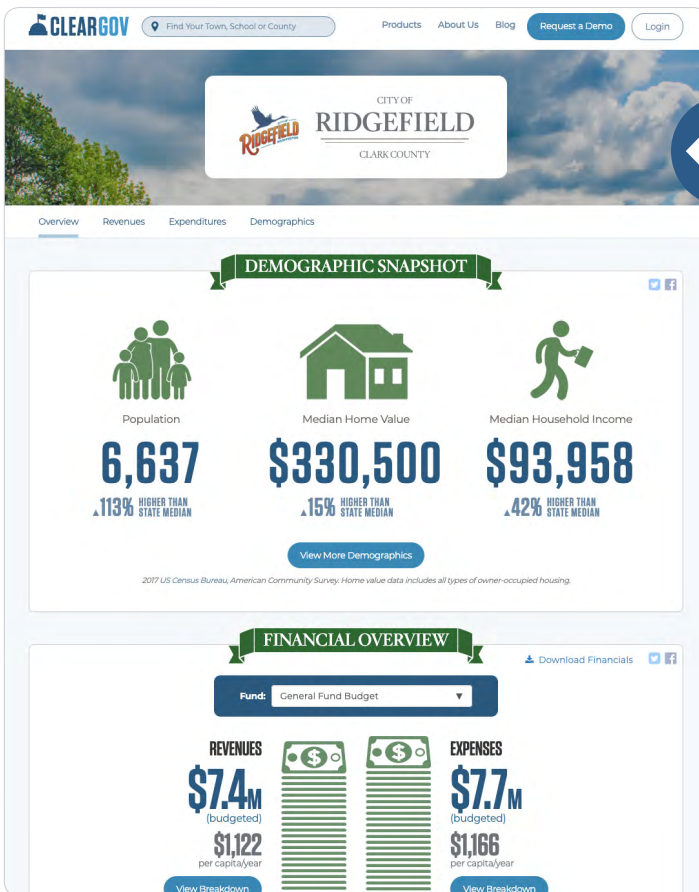 CLEARGOV
Find Your Town, School or County
Products
About Us
Blog
Request a Demo
Login
RIDGEFIELD
CITY OF
RIDGEFIELD
CLARK COUNTY
Overview
Revenues
Expenditures
Demographics
DEMOGRAPHIC SNAPSHOT
Population
Median Home Value
Median Household Income
6,637
$330,500
$93,958
▲113% HIGHER THAN
STATE MEDIAN
▲15% HIGHER THAN
STATE MEDIAN
▲42% HIGHER THAN
STATE MEDIAN
View More Demographics
2017 US Census Bureau, American Community Survey. Home value data includes all types of owner-occupied housing.
FINANCIAL OVERVIEW
Download Financials
Fund:
General Fund Budget
REVENUES
$7.4M
(budgeted)
$1,122
per capita/year
View Breakdown
EXPENSES
$7.7M
(budgeted)
$1,166
per capita/year
View Breakdown